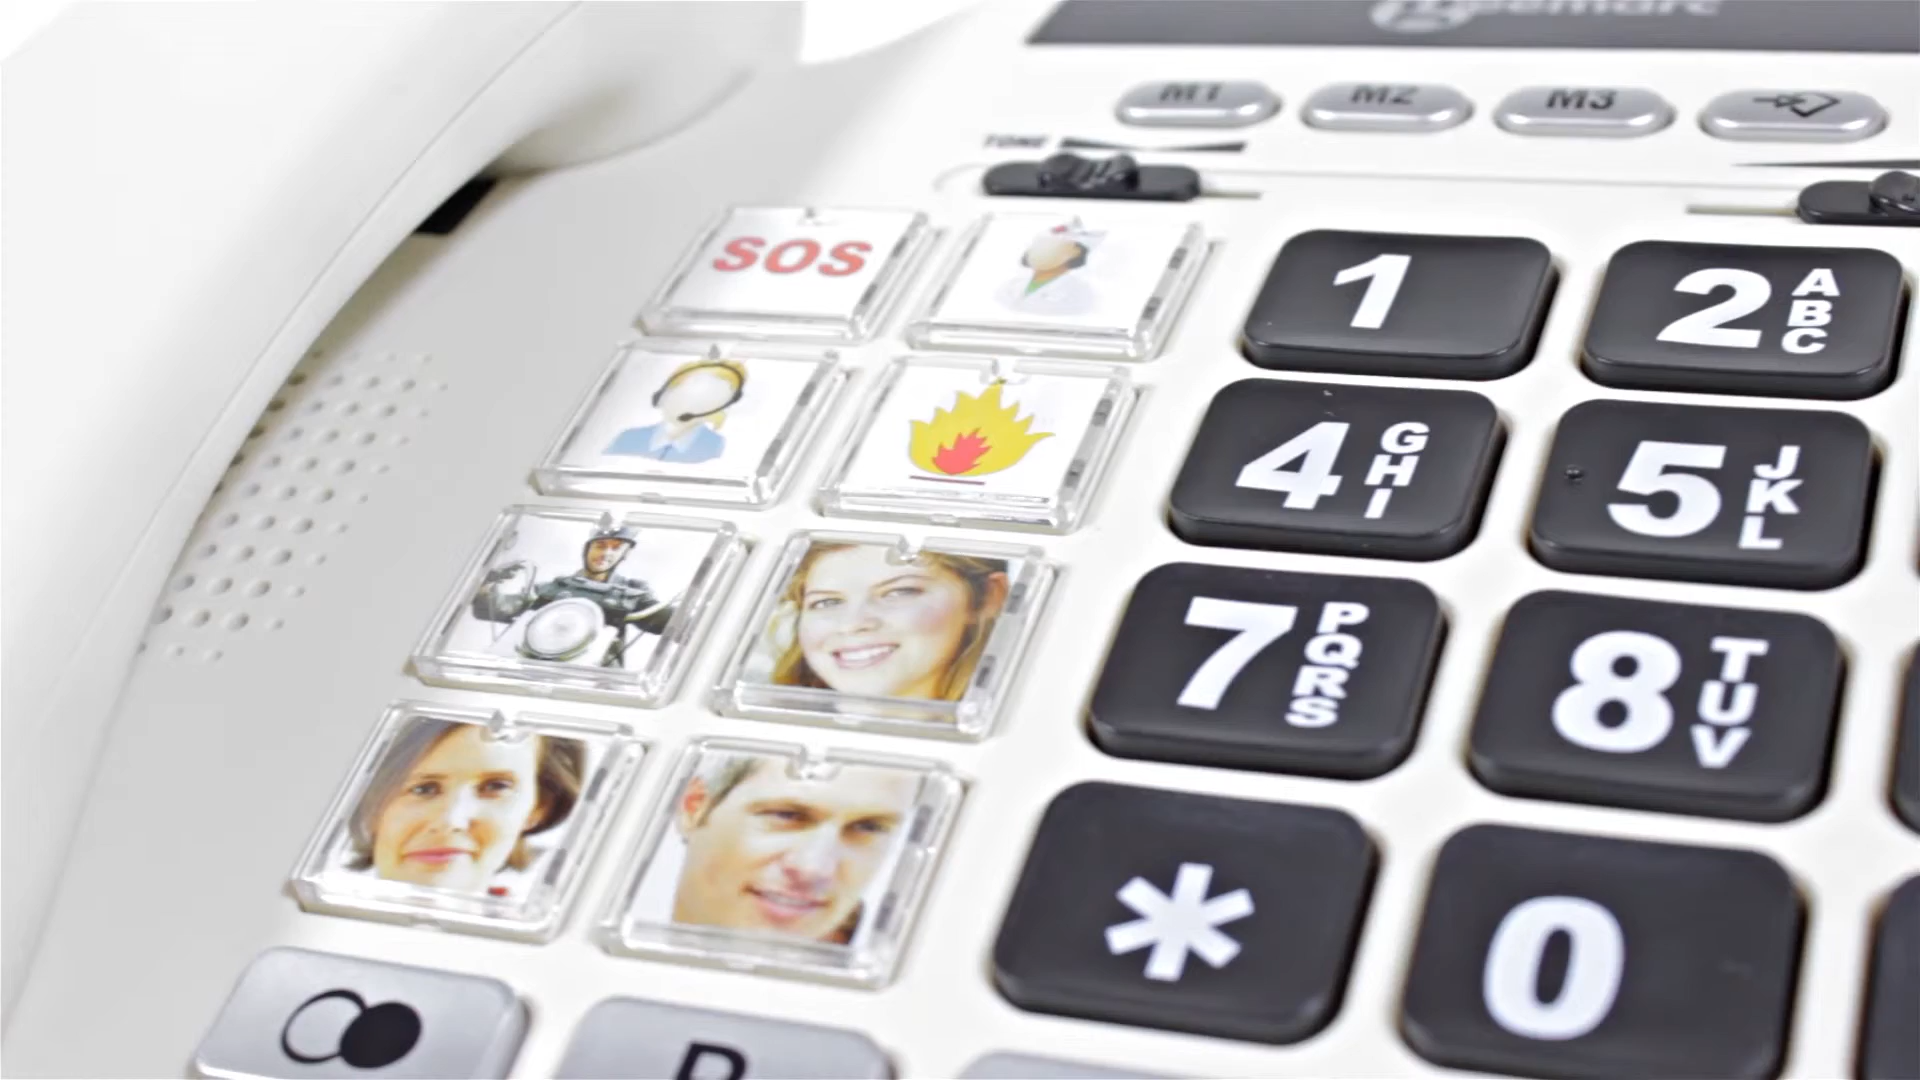 M1 M2 M3
TONE
SOS
1
2 ABC
4 GHI
5 JKL
7 PQRS
8 TUV
*
0
R